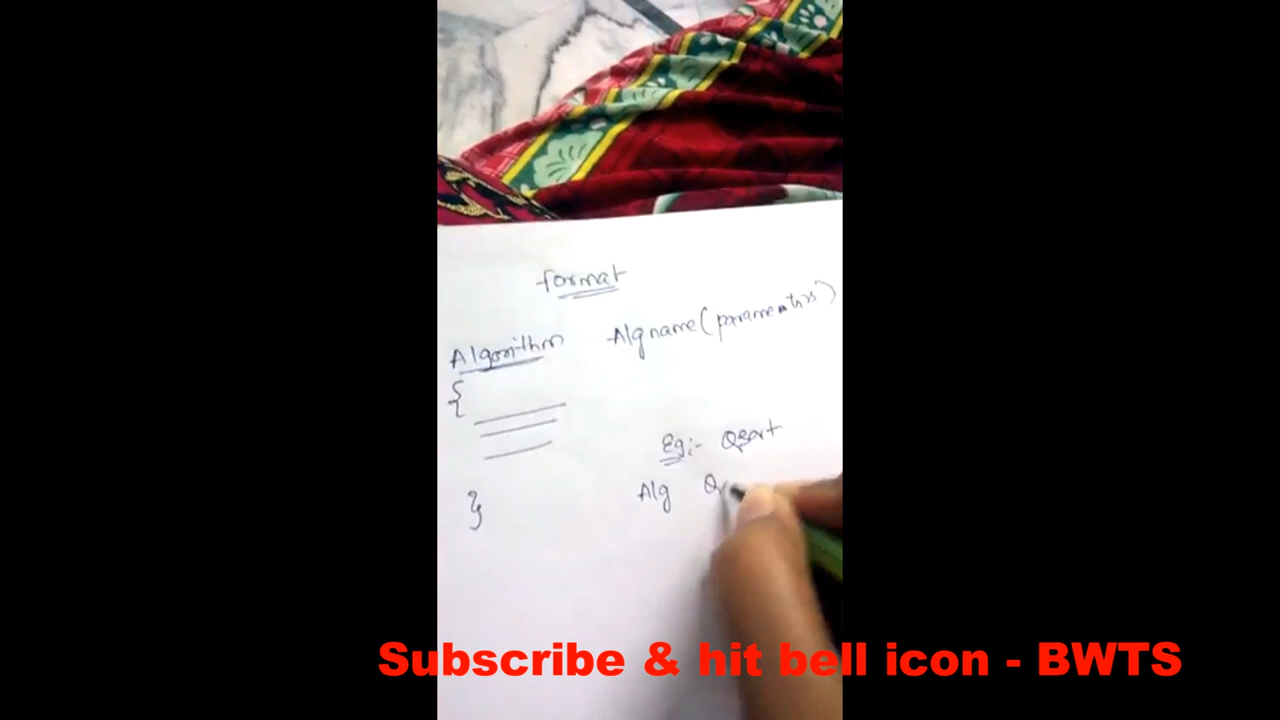 format
Algorithm Algname(parameters)
{
Eg:- QSort
Alg Q
}
Subscribe & hit bell icon - BWTS